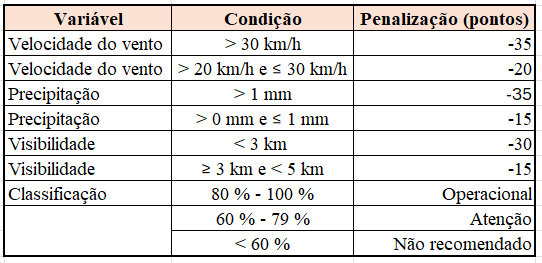 Variável Condição Penalização (pontos)
Velocidade do vento > 30 km/h -35
Velocidade do vento > 20 km/h e ≤ 30 km/h -20
Precipitação > 1 mm -35
Precipitação > 0 mm e ≤ 1 mm -15
Visibilidade < 3 km -30
Visibilidade ≥ 3 km e < 5 km -15
Classificação 80 % - 100 % Operacional
60 % - 79 % Atenção
< 60 % Não recomendado